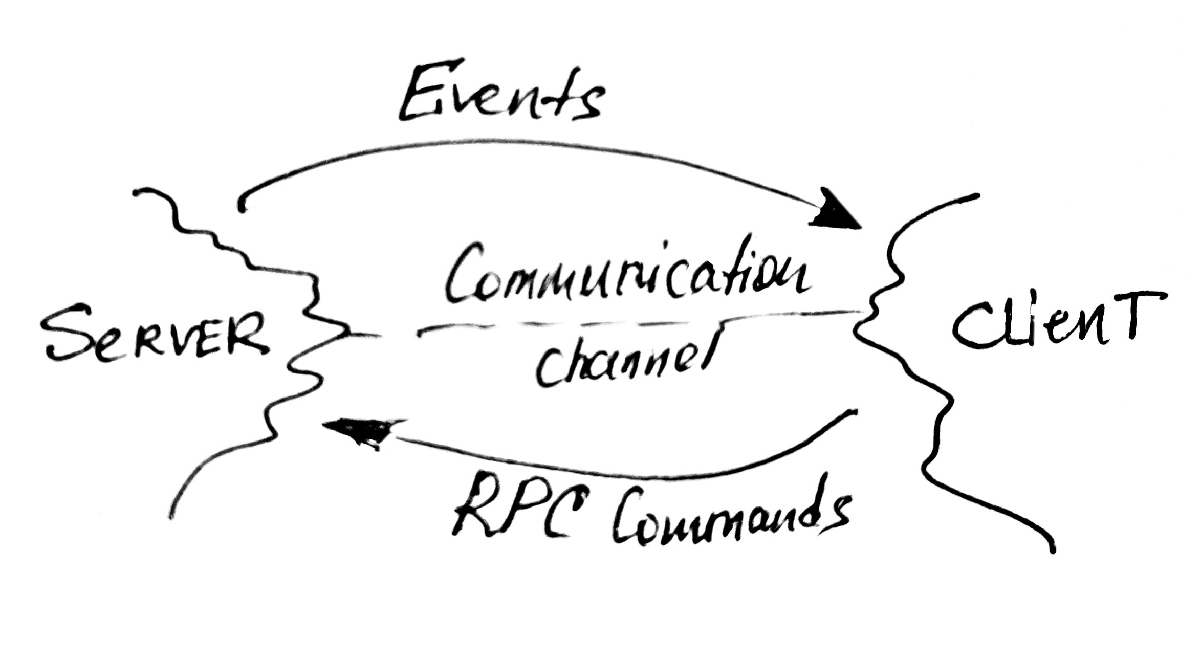 Events
Communication
SERVER
channel
Client
RPC Commands